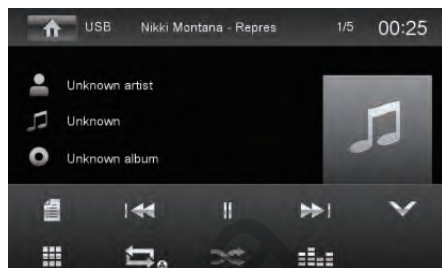 USB Nikki Montana - Repres 1/5 00:25
Unknown artist
Unknown
Unknown album